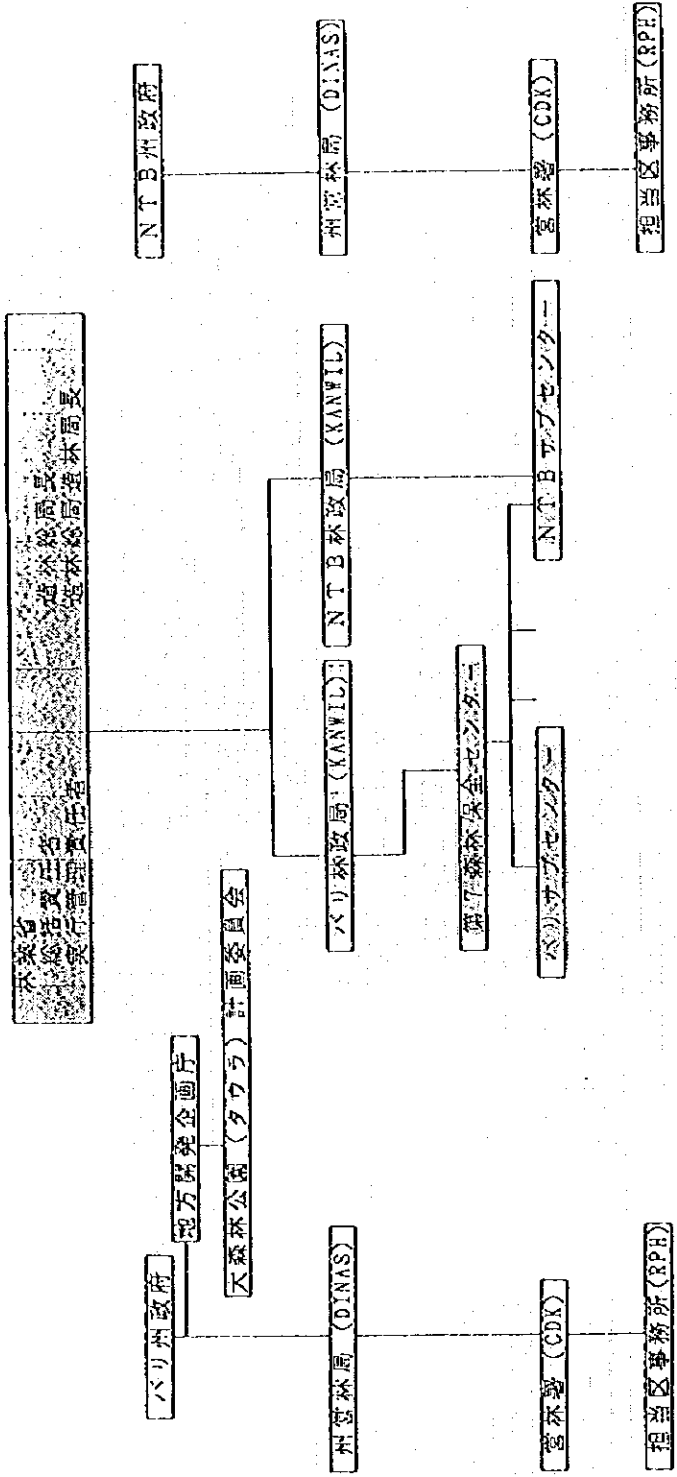 林業省
総括責任者 造林総局長
実行管理責任者 造林総局造林局長
バリ州政府
地方開発企画庁
大森林公園（タウラ）計画委員会
NTB州政府
州営林局（DINAS）
バリ林政局（KANWIL）
NTB林政局（KANWIL）
州営林局（DINAS）
第7森林保全センター
営林署（CDK）
バリサブセンター
NTBサブセンター
営林署（CDK）
担当区事務所（RPH）
担当区事務所（RPH）